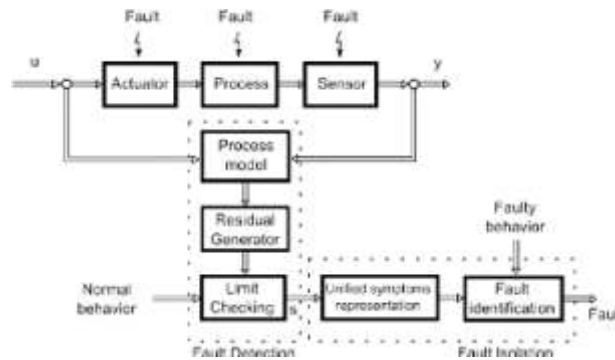 Fault Fault Fault
u y
Actuator Process Sensor
Process
model
Residual
Generator
Faulty
behavior
Normal
behavior
Limit
Checking
s
Unified symptoms
representation
Fault
identification
Faul
Fault Detection
Fault Isolation